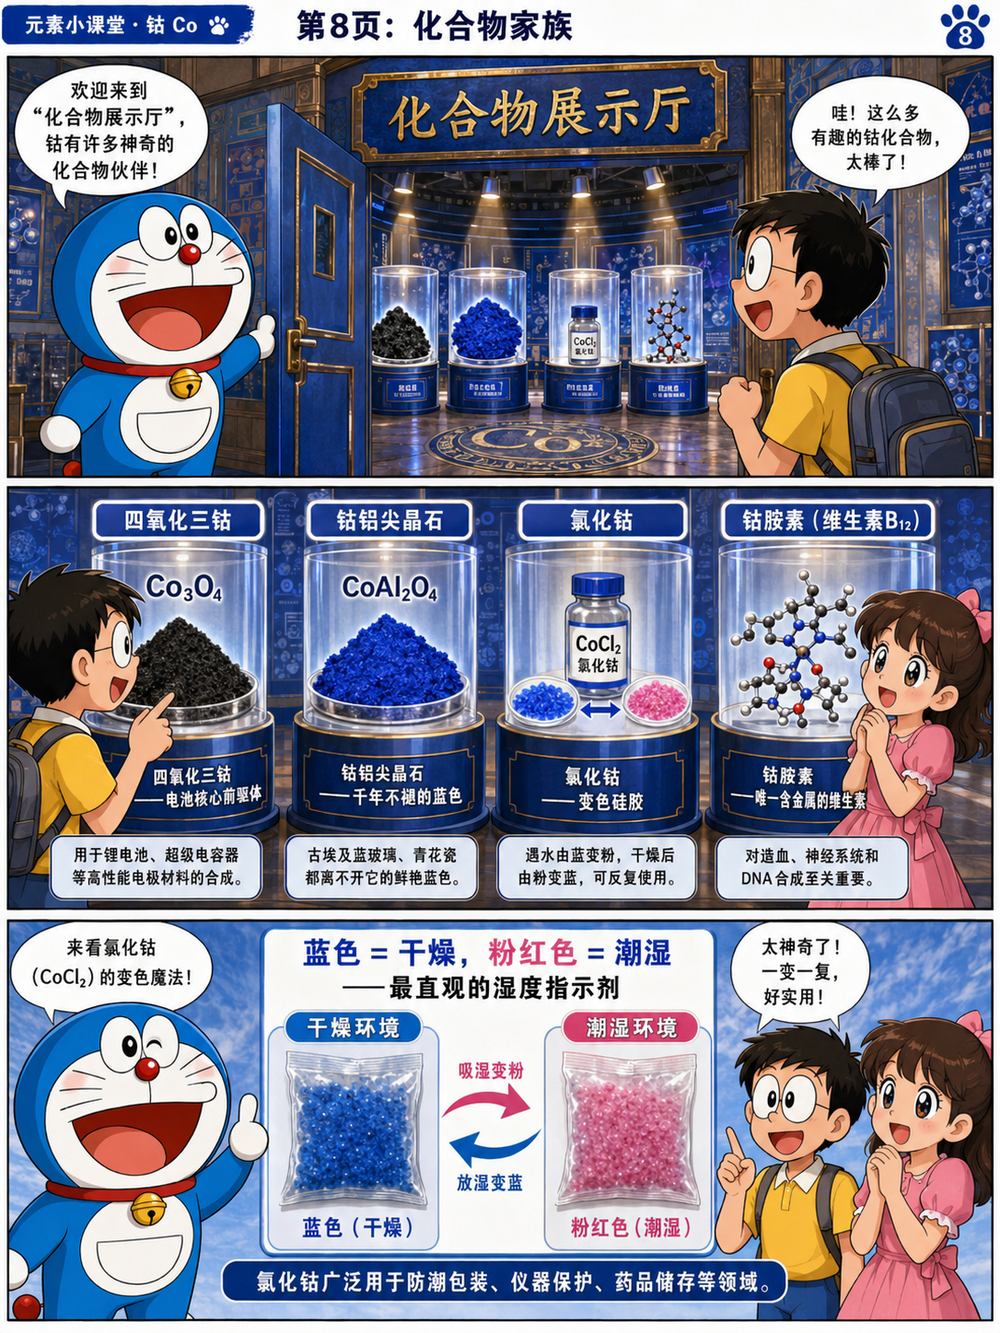 元素小课堂·钴 Co
第8页：化合物家族
8
欢迎来到
“化合物展示厅”，
钴有许多神奇的
化合物伙伴！
化合物展示厅
哇！这么多
有趣的钴化合物，
太棒了！
CoCl₂
氯化钴
Co
四氧化三钴
钴铝尖晶石
氯化钴
钴胺素（维生素B₁₂）
Co₃O₄
CoAl₂O₄
CoCl₂
氯化钴
四氧化三钴
——电池核心前驱体
钴铝尖晶石
——千年不褪的蓝色
氯化钴
——变色硅胶
钴胺素
——唯一含金属的维生素
用于锂电池、超级电容器
等高性能电极材料的合成。
古埃及蓝玻璃、青花瓷
都离不开它的鲜艳蓝色。
遇水由蓝变粉，干燥后
由粉变蓝，可反复使用。
对造血、神经系统和
DNA合成至关重要。
来看氯化钴
（CoCl₂）的变色魔法！
蓝色 = 干燥，粉红色 = 潮湿
——最直观的湿度指示剂
太神奇了！
一变一复，
好实用！
干燥环境
潮湿环境
吸湿变粉
放湿变蓝
蓝色（干燥）
粉红色（潮湿）
氯化钴广泛用于防潮包装、仪器保护、药品储存等领域。